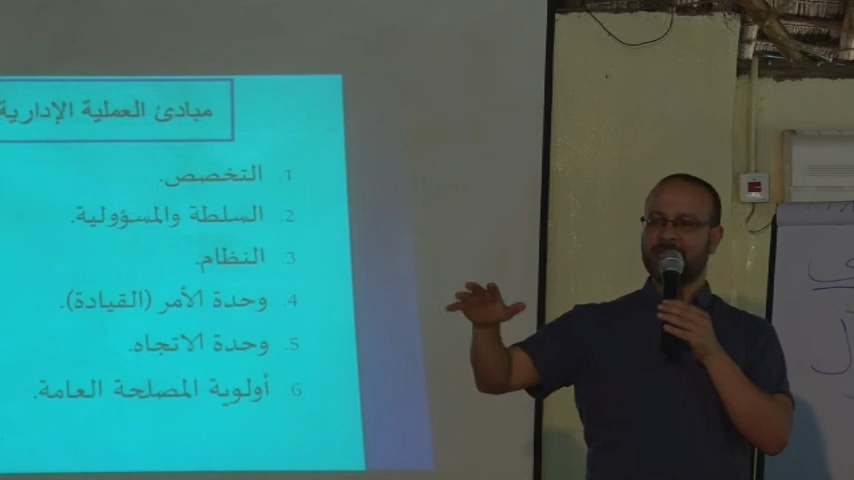 مبادئ العملية الإدارية
1. التخصص.
2. السلطة والمسؤولية.
3. النظام.
4. وحدة الأمر (القيادة).
5. وحدة الاتجاه.
6. أولوية المصلحة العامة.